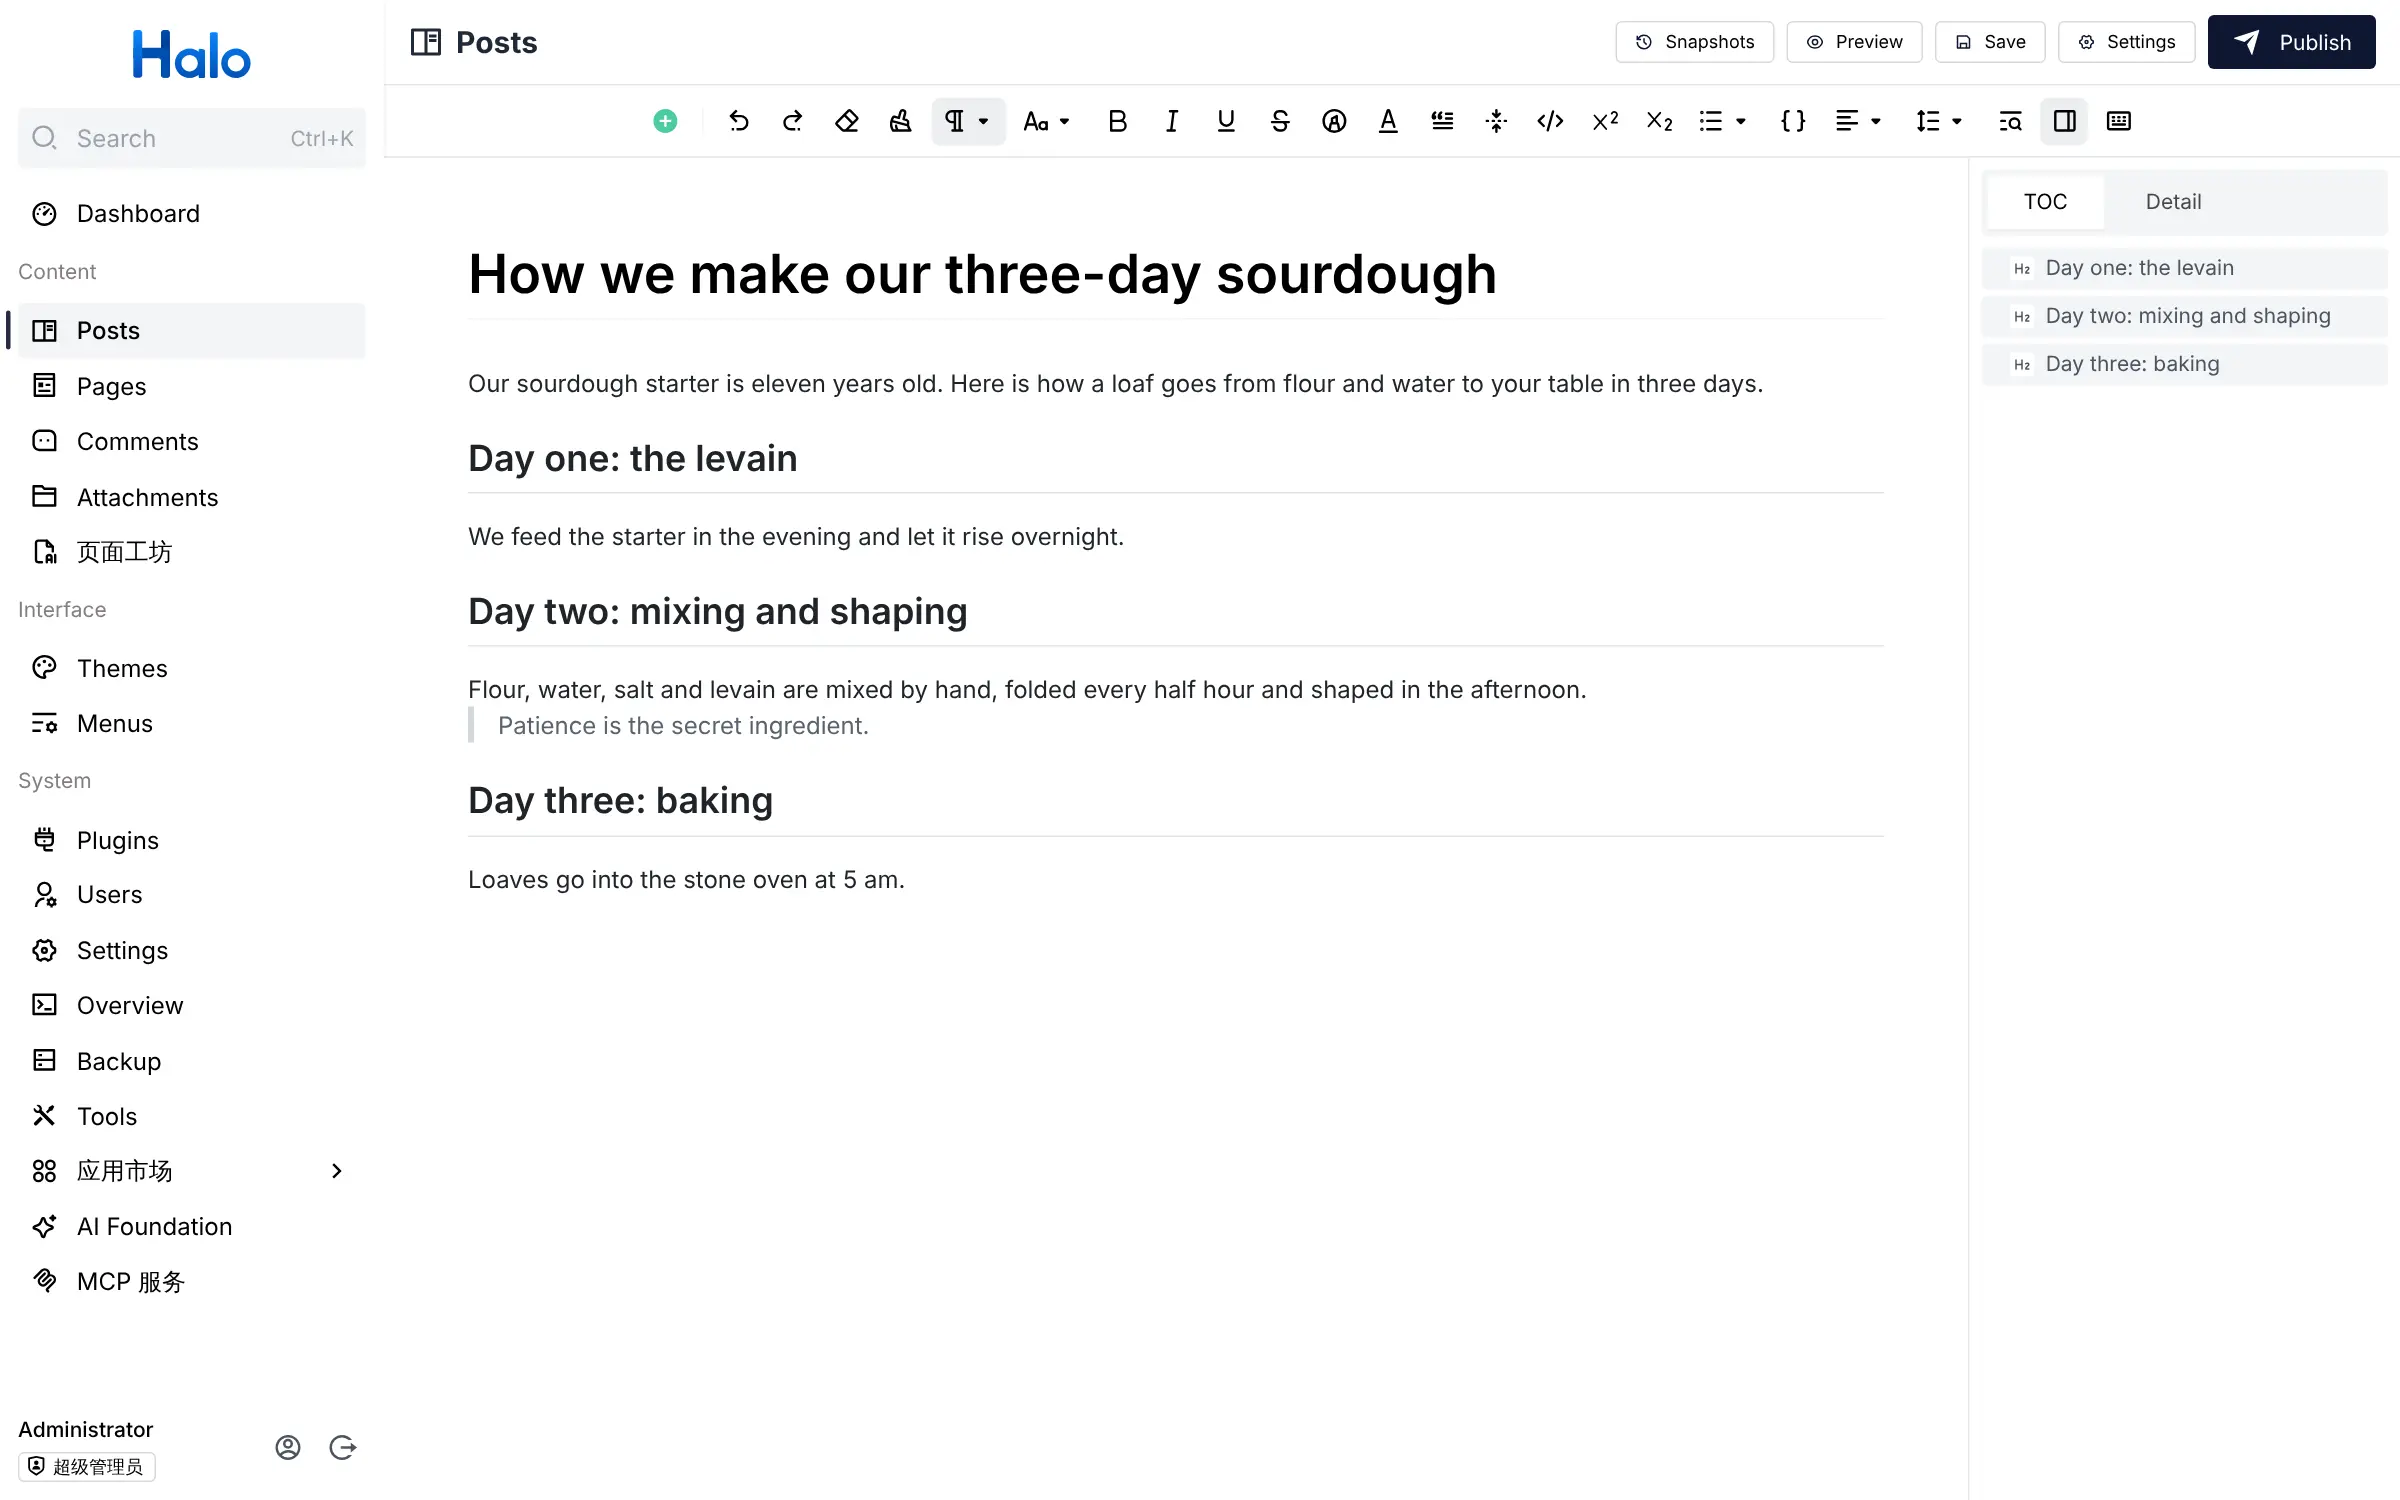 Halo
Search Ctrl+K
Dashboard
Content
Posts
Pages
Comments
Attachments
页面工坊
Interface
Themes
Menus
System
Plugins
Users
Settings
Overview
Backup
Tools
应用市场
AI Foundation
MCP 服务
Administrator
超级管理员
Posts
Snapshots Preview Save Settings Publish
How we make our three-day sourdough
Our sourdough starter is eleven years old. Here is how a loaf goes from flour and water to your table in three days.
Day one: the levain
We feed the starter in the evening and let it rise overnight.
Day two: mixing and shaping
Flour, water, salt and levain are mixed by hand, folded every half hour and shaped in the afternoon.
Patience is the secret ingredient.
Day three: baking
Loaves go into the stone oven at 5 am.
TOC Detail
H2 Day one: the levain
H2 Day two: mixing and shaping
H2 Day three: baking